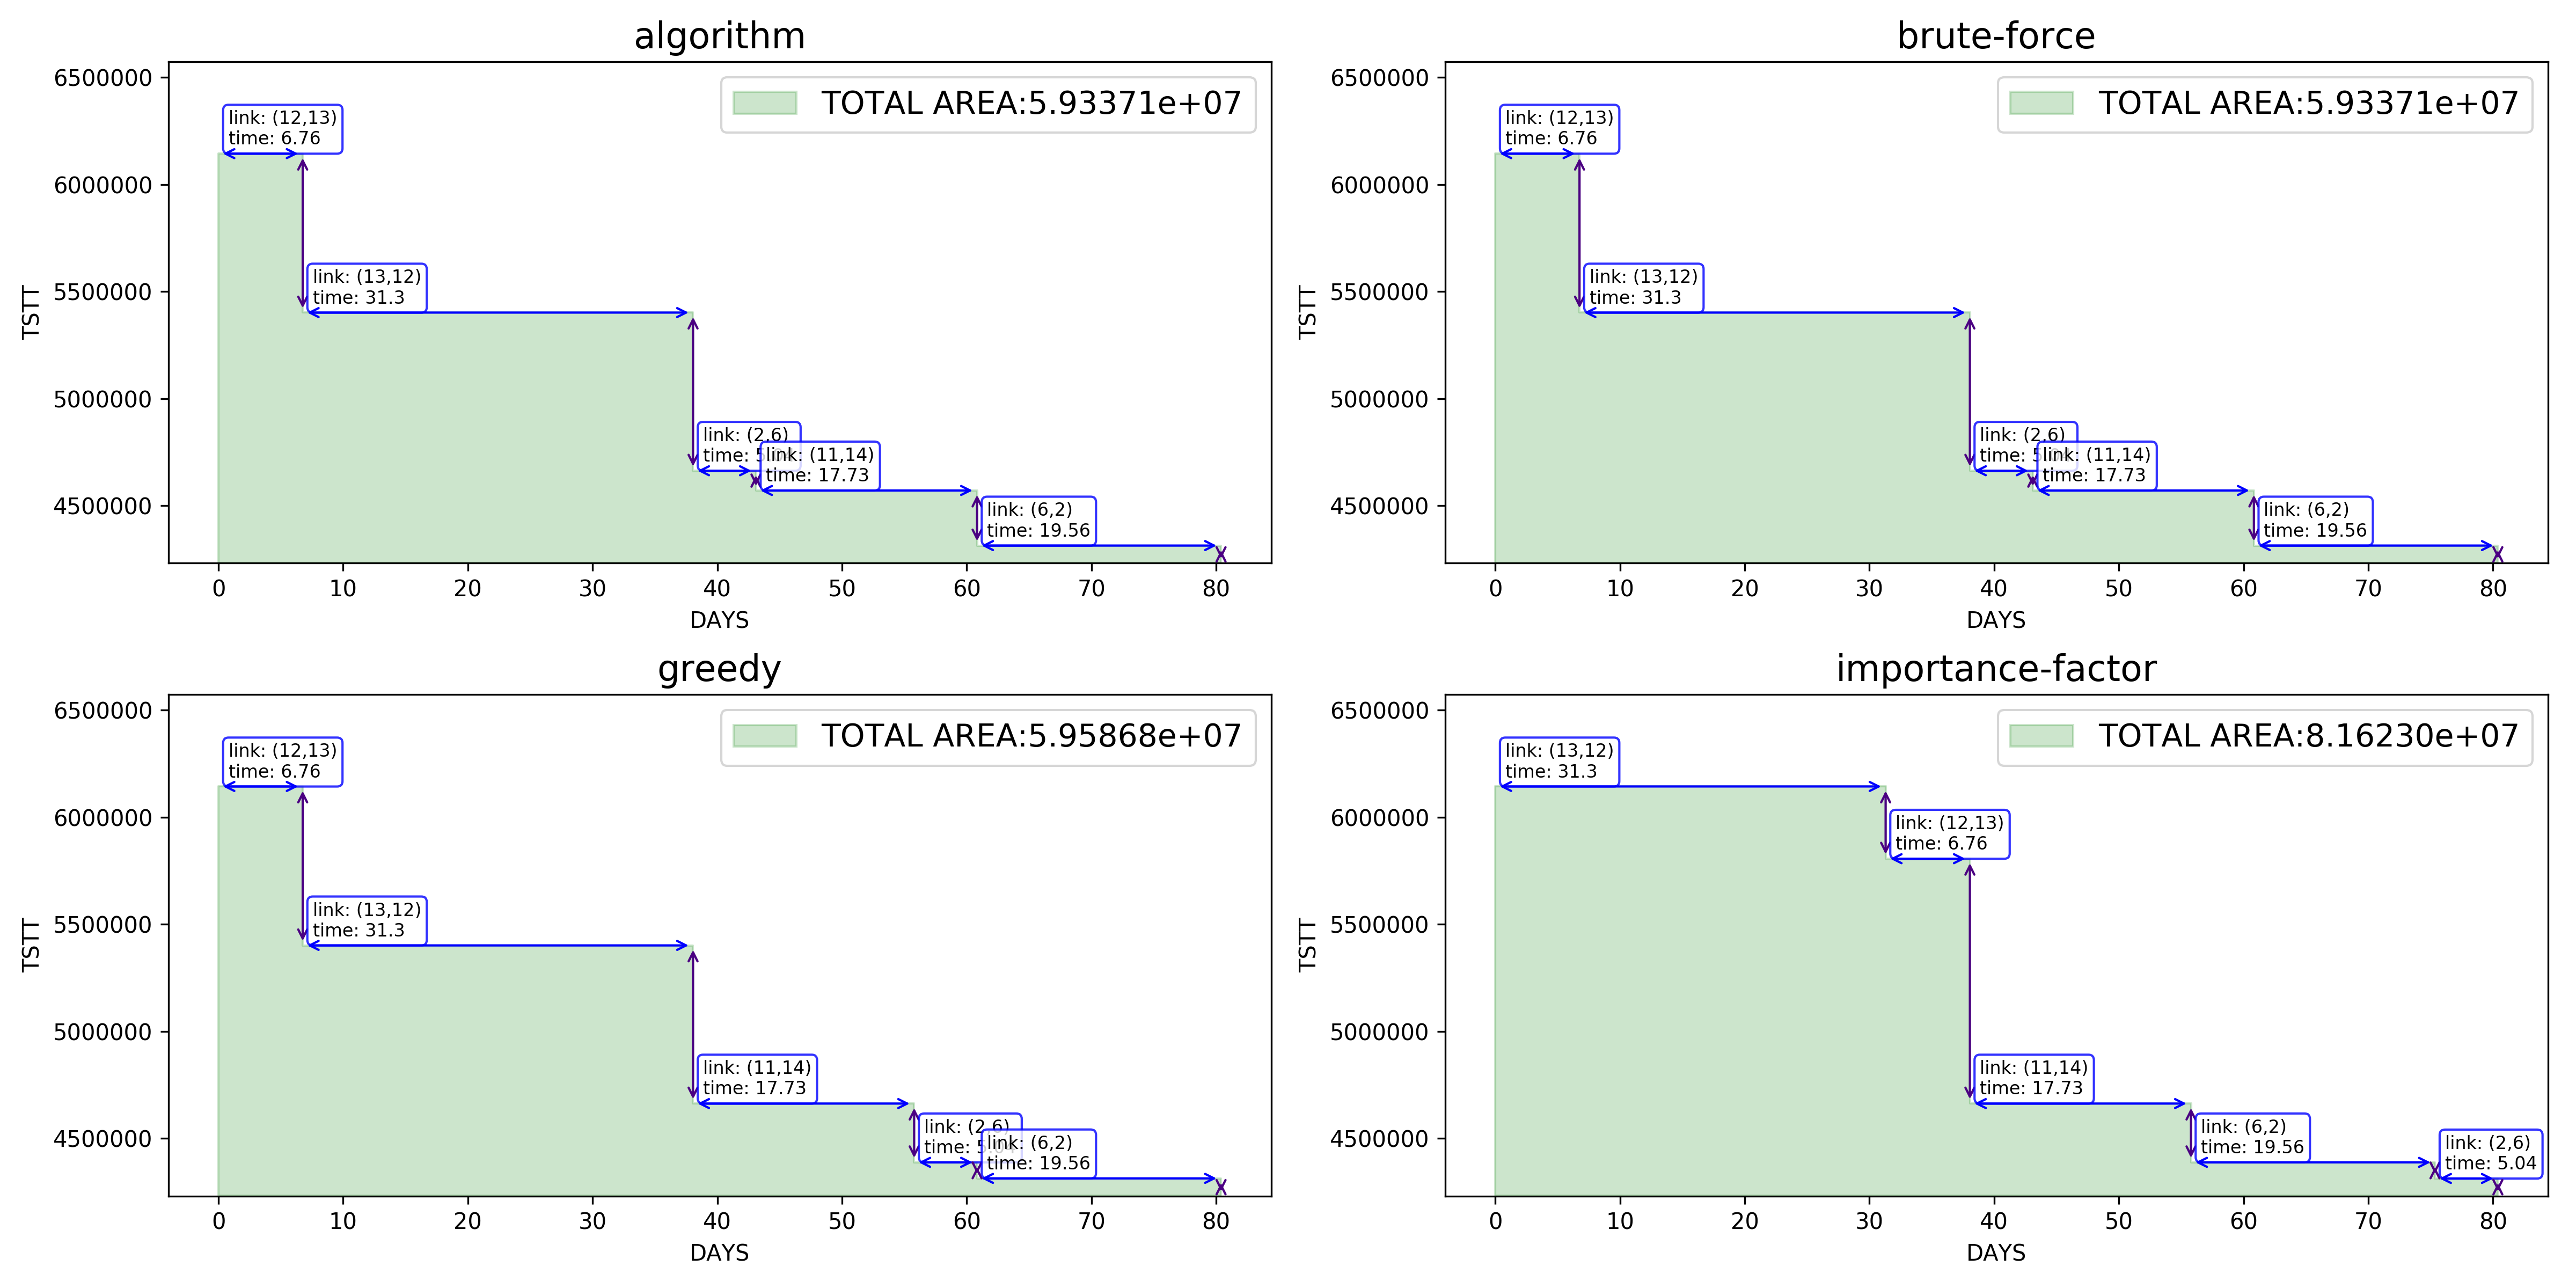 algorithm
TOTAL AREA:5.93371e+07
link: (12,13)
time: 6.76
link: (13,12)
time: 31.3
link: (2,6)
time:
link: (11,14)
time: 17.73
link: (6,2)
time: 19.56
6500000
6000000
5500000
5000000
4500000
TSTT
0 10 20 30 40 50 60 70 80
DAYS
brute-force
TOTAL AREA:5.93371e+07
link: (12,13)
time: 6.76
link: (13,12)
time: 31.3
link: (2,6)
time:
link: (11,14)
time: 17.73
link: (6,2)
time: 19.56
6500000
6000000
5500000
5000000
4500000
TSTT
0 10 20 30 40 50 60 70 80
DAYS
greedy
TOTAL AREA:5.95868e+07
link: (12,13)
time: 6.76
link: (13,12)
time: 31.3
link: (11,14)
time: 17.73
link: (2,6)
time: 5.04
link: (6,2)
time: 19.56
6500000
6000000
5500000
5000000
4500000
TSTT
0 10 20 30 40 50 60 70 80
DAYS
importance-factor
TOTAL AREA:8.16230e+07
link: (13,12)
time: 31.3
link: (12,13)
time: 6.76
link: (11,14)
time: 17.73
link: (6,2)
time: 19.56
link: (2,6)
time: 5.04
6500000
6000000
5500000
5000000
4500000
TSTT
0 10 20 30 40 50 60 70 80
DAYS